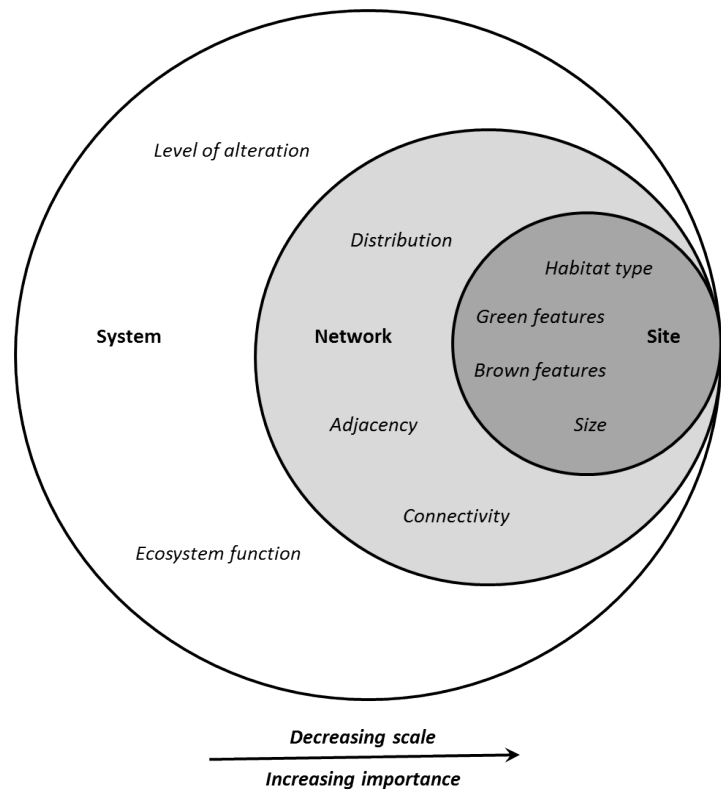 Level of alteration
Distribution
Habitat type
Green features
System
Network
Site
Brown features
Adjacency
Size
Connectivity
Ecosystem function
Decreasing scale
Increasing importance